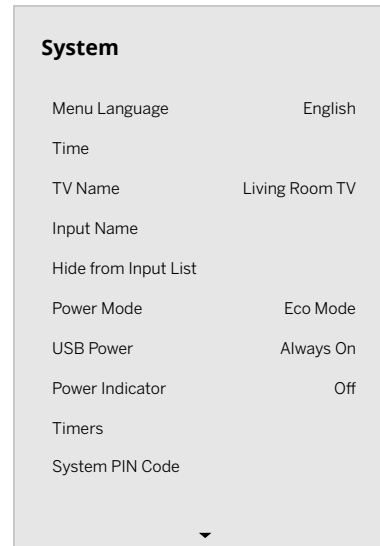 System
Menu Language English
Time
TV Name Living Room TV
Input Name
Hide from Input List
Power Mode Eco Mode
USB Power Always On
Power Indicator Off
Timers
System PIN Code